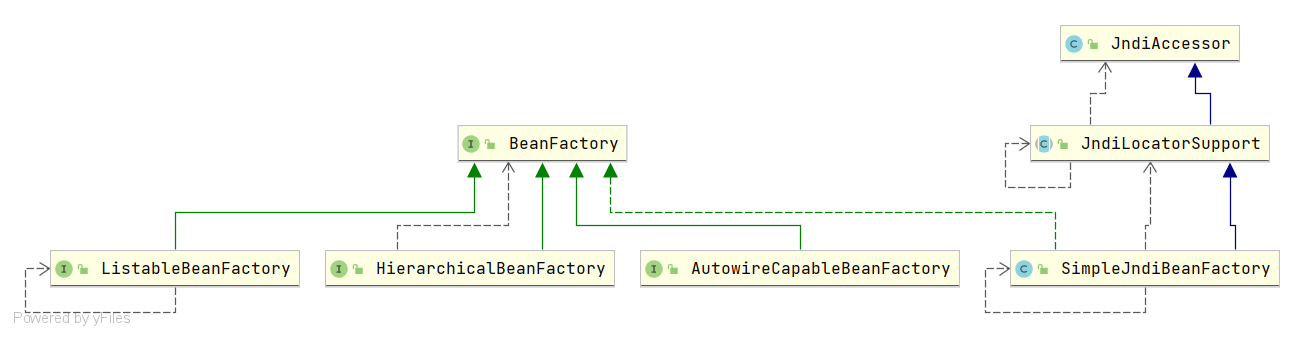 C JndiAccessor
I BeanFactory
C JndiLocatorSupport
I ListableBeanFactory
I HierarchicalBeanFactory
I AutowireCapableBeanFactory
C SimpleJndiBeanFactory
Powered by yFiles